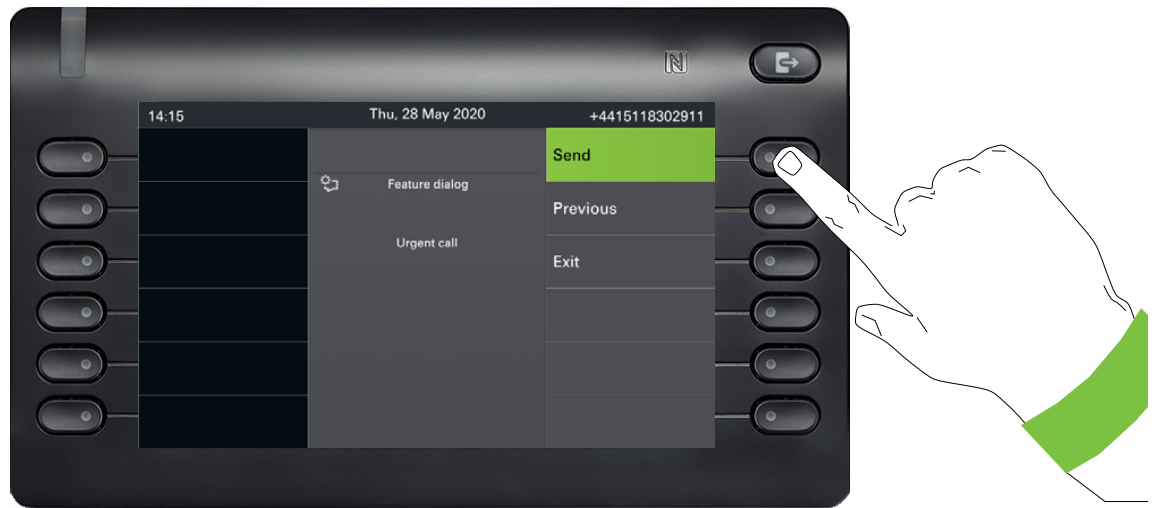 14:15 Thu, 28 May 2020 +4415118302911
Send
Feature dialog
Previous
Urgent call
Exit